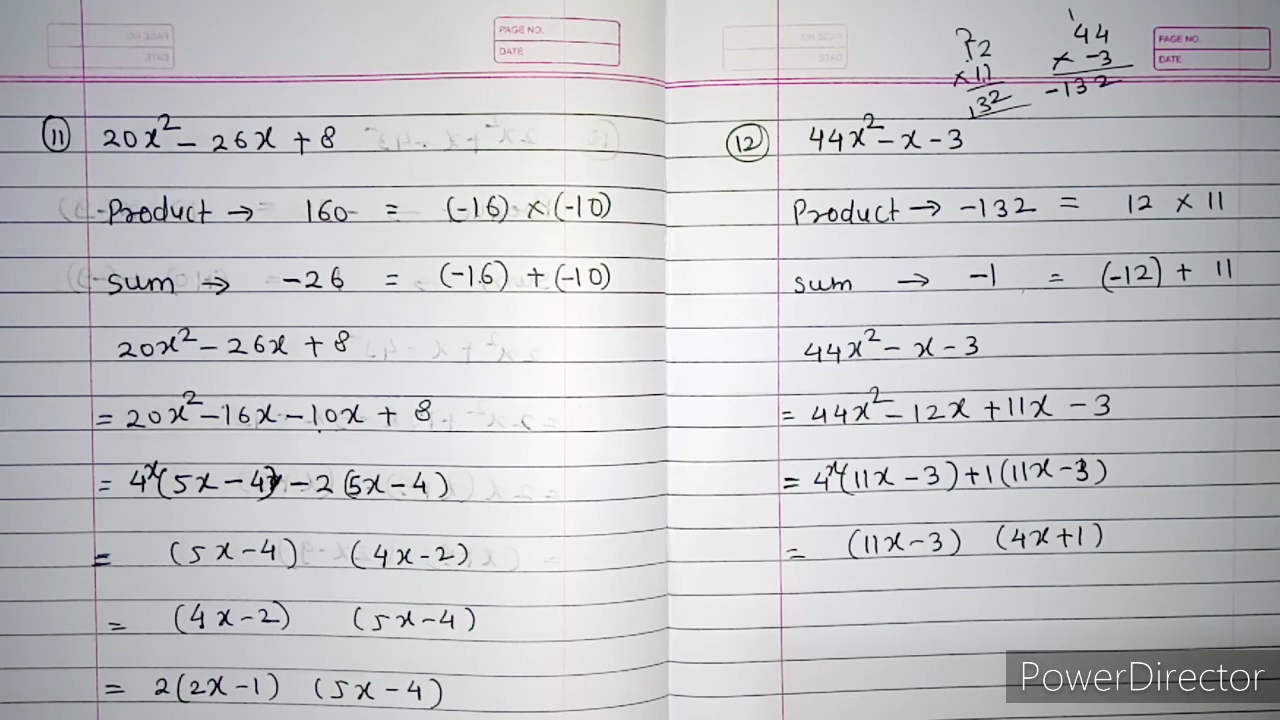 PAGE NO.
DATE
⑪ 20x² - 26x + 8
Product → 160 = (-16) × (-10)
Sum → -26 = (-16) + (-10)
20x² - 26x + 8
= 20x² - 16x - 10x + 8
= 4x(5x - 4) - 2(5x - 4)
= (5x - 4) (4x - 2)
= (4x - 2) (5x - 4)
= 2(2x - 1) (5x - 4)
12
× 11
132
1
44
× -3
-132
PAGE NO.
DATE
⑫ 44x² - x - 3
Product → -132 = 12 × 11
Sum → -1 = (-12) + 11
44x² - x - 3
= 44x² - 12x + 11x - 3
= 4x(11x - 3) + 1(11x - 3)
= (11x - 3) (4x + 1)
PowerDirector